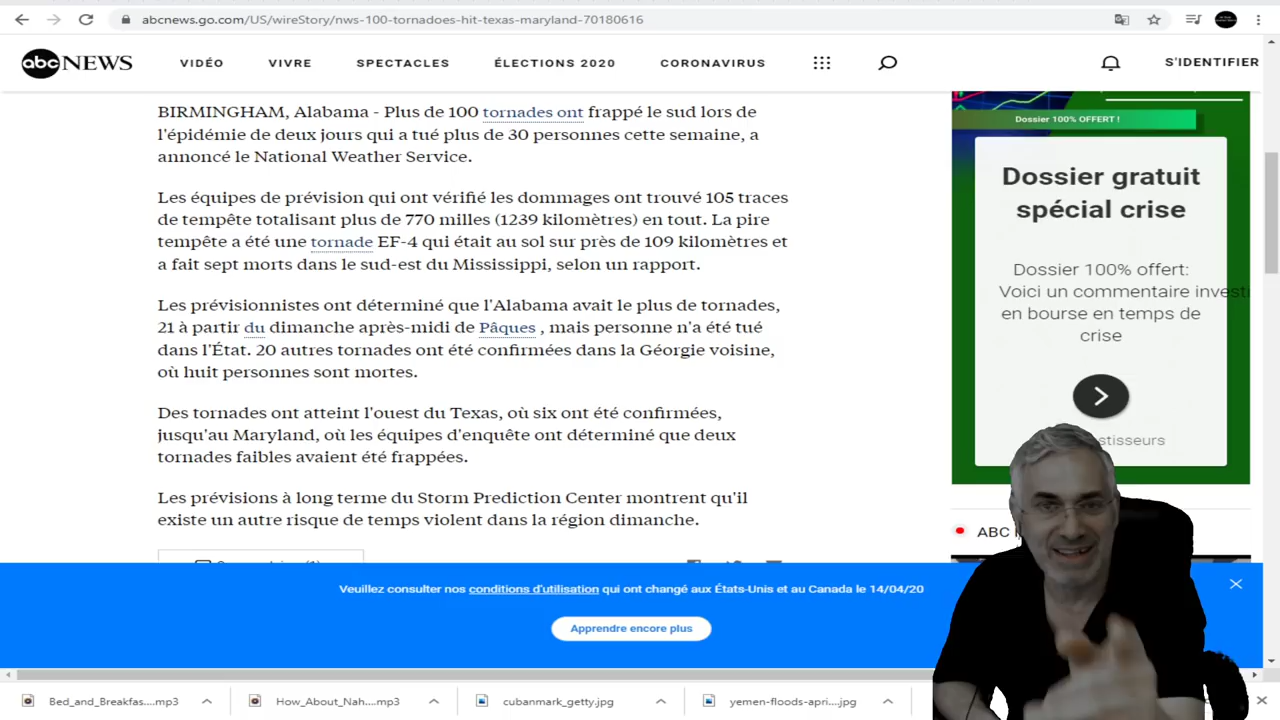 abcnews.go.com/US/wireStory/nws-100-tornadoes-hit-texas-maryland-70180616
abc NEWS
VIDÉO
VIVRE
SPECTACLES
ÉLECTIONS 2020
CORONAVIRUS
S'IDENTIFIER
BIRMINGHAM, Alabama - Plus de 100 tornades ont frappé le sud lors de
l'épidémie de deux jours qui a tué plus de 30 personnes cette semaine, a
annoncé le National Weather Service.
Les équipes de prévision qui ont vérifié les dommages ont trouvé 105 traces
de tempête totalisant plus de 770 milles (1239 kilomètres) en tout. La pire
tempête a été une tornade EF-4 qui était au sol sur près de 109 kilomètres et
a fait sept morts dans le sud-est du Mississippi, selon un rapport.
Les prévisionnistes ont déterminé que l'Alabama avait le plus de tornades,
21 à partir du dimanche après-midi de Pâques , mais personne n'a été tué
dans l'État. 20 autres tornades ont été confirmées dans la Géorgie voisine,
où huit personnes sont mortes.
Des tornades ont atteint l'ouest du Texas, où six ont été confirmées,
jusqu'au Maryland, où les équipes d'enquête ont déterminé que deux
tornades faibles avaient été frappées.
Les prévisions à long terme du Storm Prediction Center montrent qu'il
existe un autre risque de temps violent dans la région dimanche.
Dossier 100% OFFERT !
Dossier gratuit
spécial crise
Dossier 100% offert:
Voici un commentaire investi
en bourse en temps de
crise
stisseurs
ABC
Veuillez consulter nos conditions d'utilisation qui ont changé aux États-Unis et au Canada le 14/04/20
Apprendre encore plus
Bed_and_Breakfas....mp3
How_About_Nah....mp3
cubanmark_getty.jpg
yemen-floods-apri....jpg